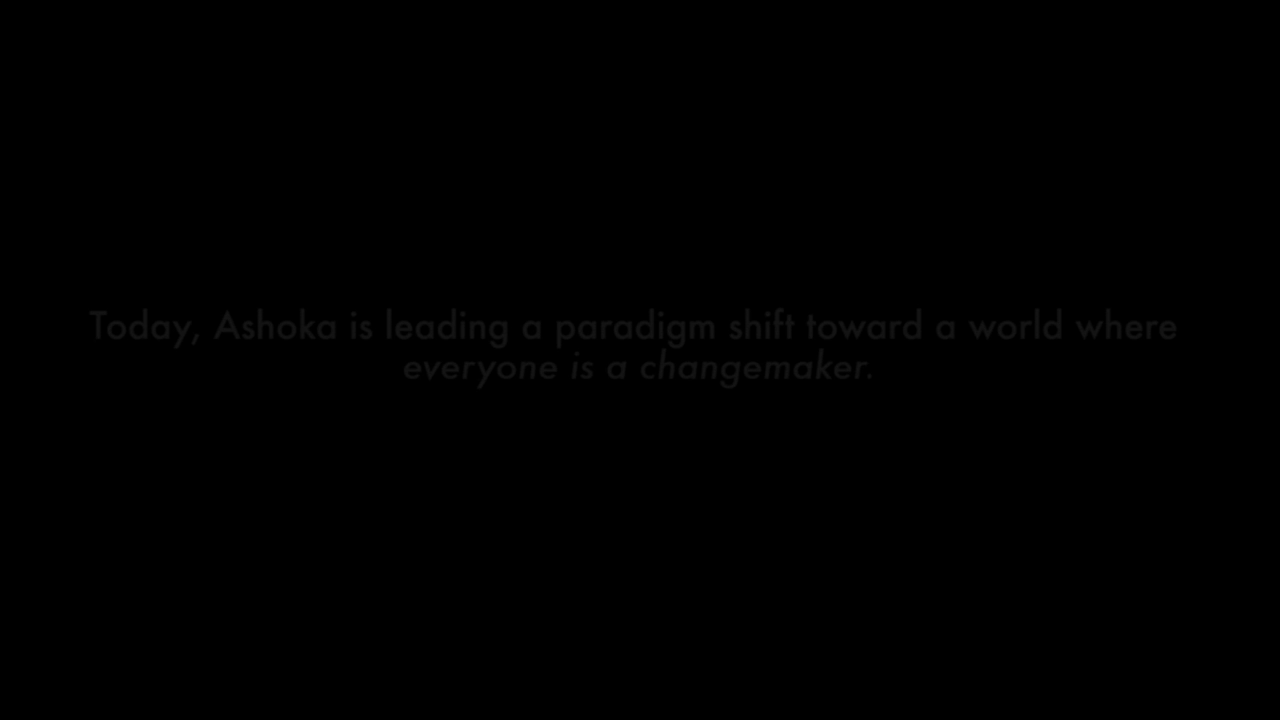 Today, Ashoka is leading a paradigm shift toward a world where
everyone is a changemaker.